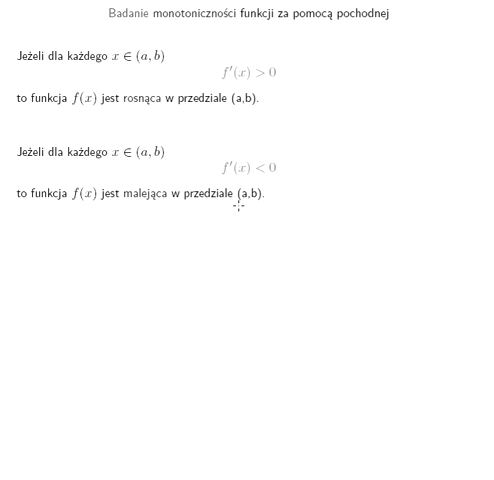 Badanie monotoniczności funkcji za pomocą pochodnej
Jeżeli dla każdego x ∈ (a, b)
f′(x) > 0
to funkcja f(x) jest rosnąca w przedziale (a,b).
Jeżeli dla każdego x ∈ (a, b)
f′(x) < 0
to funkcja f(x) jest malejąca w przedziale (a,b).